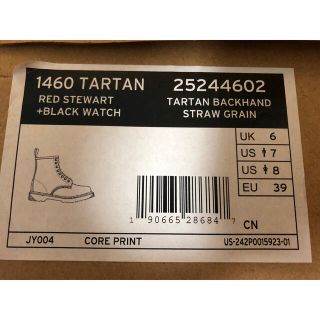 1460 TARTAN 25244602
RED STEWART
+BLACK WATCH
TARTAN BACKHAND
STRAW GRAIN
UK 6
US 7
US 8
EU 39
1 90665 28684 7
CN
JY004 CORE PRINT US-242P0015923-01